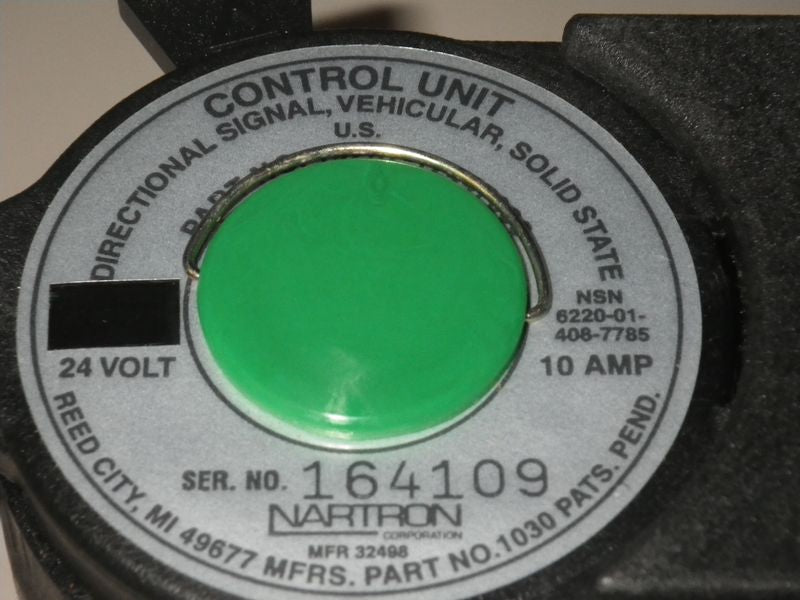 CONTROL UNIT
DIRECTIONAL SIGNAL, VEHICULAR, SOLID STATE
U.S.
PART
NSN
6220-01-
408-7785
24 VOLT
10 AMP
SER. NO. 164109
NARTRON
CORPORATION
MFR 32498
REED CITY, MI 49677 MFRS. PART NO.1030 PATS. PEND.